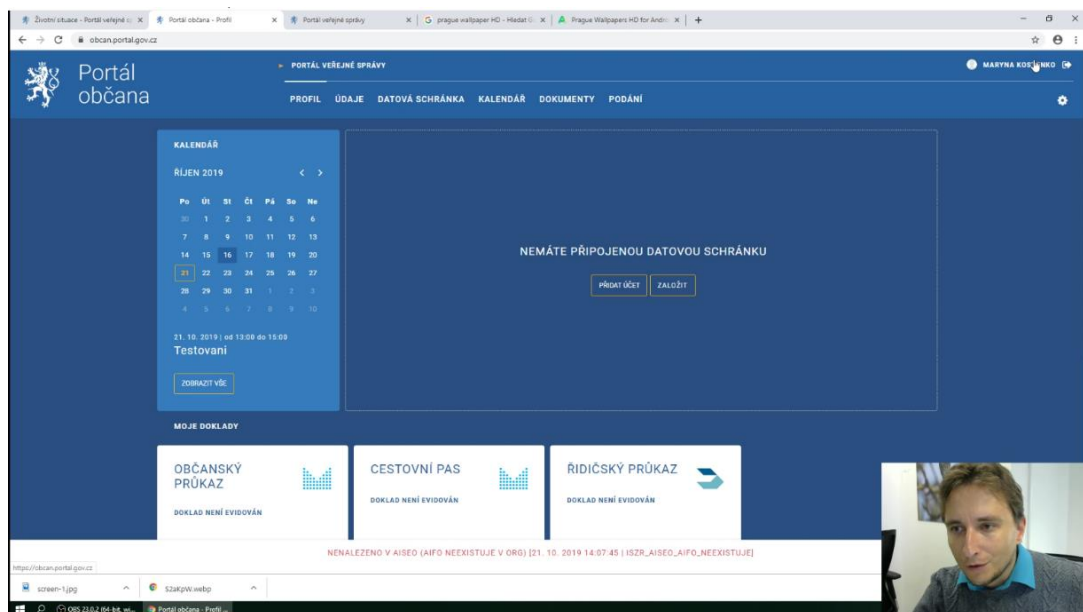 Životní situace - Portál veřejné sp
Portál občana - Profil
Portál veřejné správy
prague wallpaper HD - Hledat G
Prague Wallpapers HD for Andro
obcan.portal.gov.cz
Portál
občana
PORTÁL VEŘEJNÉ SPRÁVY
MARYNA
PROFIL ÚDAJE DATOVÁ SCHRÁNKA KALENDÁŘ DOKUMENTY PODÁNÍ
KALENDÁŘ
ŘÍJEN 2019
Po Út St Čt Pá So Ne
30 1 2 3 4 5 6
7 8 9 10 11 12 13
14 15 16 17 18 19 20
21 22 23 24 25 26 27
28 29 30 31 1 2 3
4 5 6 7 8 9 10
21. 10. 2019 | od 13:00 do 15:00
Testovani
ZOBRAZIT VŠE
NEMÁTE PŘIPOJENOU DATOVOU SCHRÁNKU
PŘIDAT ÚČET ZALOŽIT
MOJE DOKLADY
OBČANSKÝ
PRŮKAZ
DOKLAD NENÍ EVIDOVÁN
CESTOVNÍ PAS
DOKLAD NENÍ EVIDOVÁN
ŘIDIČSKÝ PRŮKAZ
DOKLAD NENÍ EVIDOVÁN
NENALEZENO V AISEO (AIFO NEEXISTUJE V ORG) [21. 10. 2019 14:07:45 | ISZR_AISEO_AIFO_NEEXISTUJE]
https://obcan.portal.gov.cz
screen-1.jpg
S2aKpW.webp
OBS 23.0.2 (64-bit, wi...
Portál občana - Profil ...